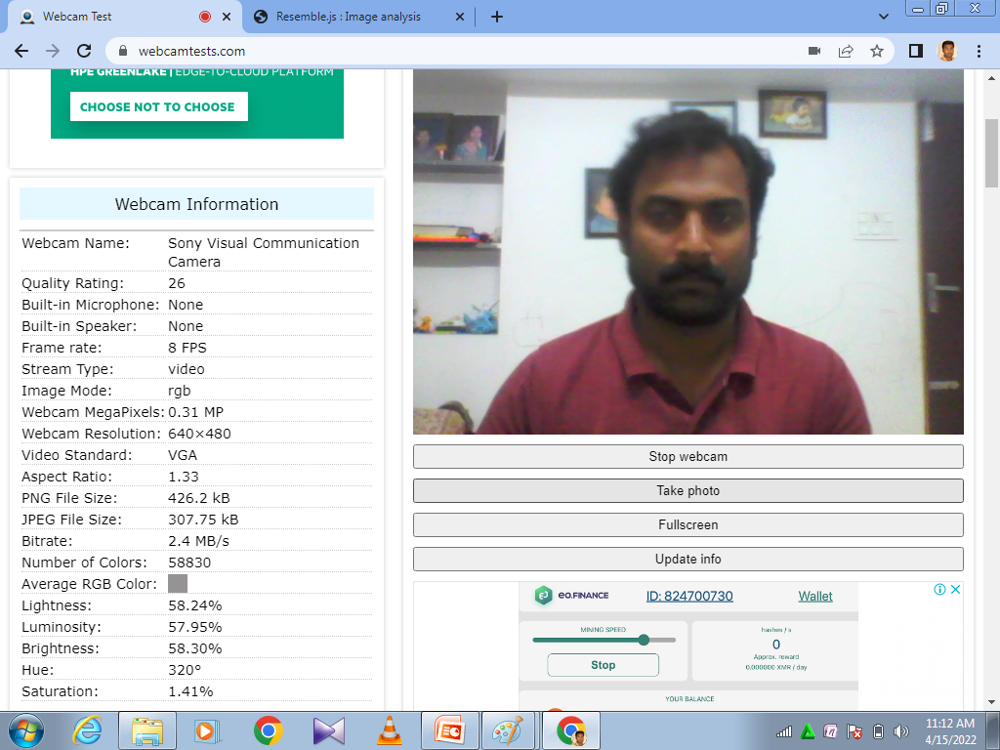 Webcam Test
Resemble.js : Image analysis
webcamtests.com
HPE GREENLAKE | EDGE-TO-CLOUD PLATFORM
CHOOSE NOT TO CHOOSE
Webcam Information
Webcam Name: Sony Visual Communication
Camera
Quality Rating: 26
Built-in Microphone: None
Built-in Speaker: None
Frame rate: 8 FPS
Stream Type: video
Image Mode: rgb
Webcam MegaPixels: 0.31 MP
Webcam Resolution: 640×480
Video Standard: VGA
Aspect Ratio: 1.33
PNG File Size: 426.2 kB
JPEG File Size: 307.75 kB
Bitrate: 2.4 MB/s
Number of Colors: 58830
Average RGB Color:
Lightness: 58.24%
Luminosity: 57.95%
Brightness: 58.30%
Hue: 320°
Saturation: 1.41%
Stop webcam
Take photo
Fullscreen
Update info
EO.FINANCE ID: 824700730 Wallet
MINING SPEED
Stop
hashes / s
0
Approx. reward
0.000000 XMR / day
YOUR BALANCE
11:12 AM
4/15/2022